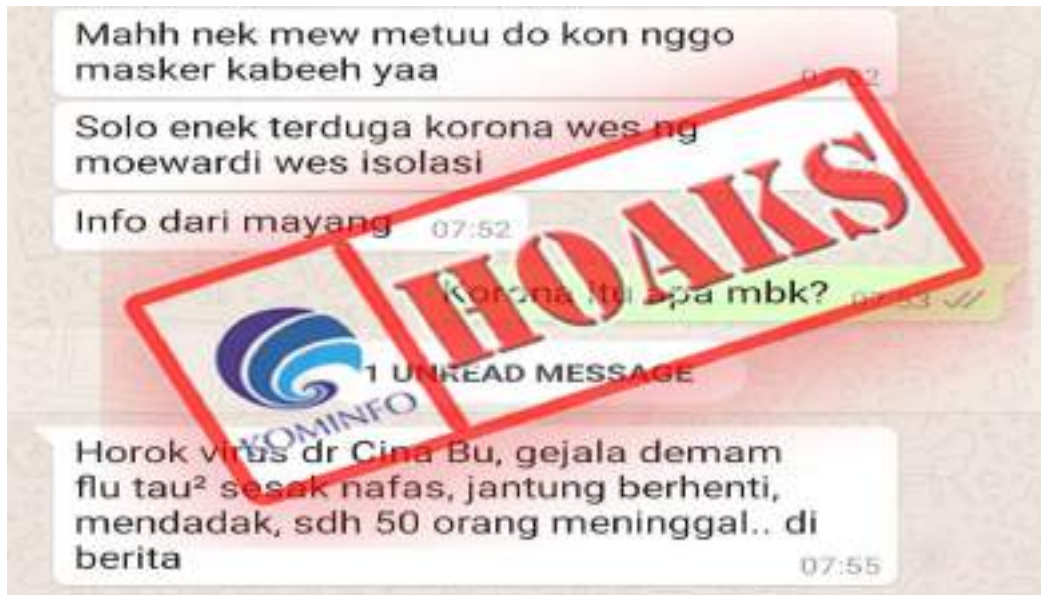 Mahh nek mew metuu do kon nggo
masker kabeeh yaa
Solo enek terduga korona wes ng
moewardi wes isolasi
Info dari mayang 07:52
HOAKS
Korona itu apa mbk? 07:53
1 UNREAD MESSAGE
KOMINFO
Horok virus dr Cina Bu, gejala demam
flu tau² sesak nafas, jantung berhenti,
mendadak, sdh 50 orang meninggal.. di
berita 07:55